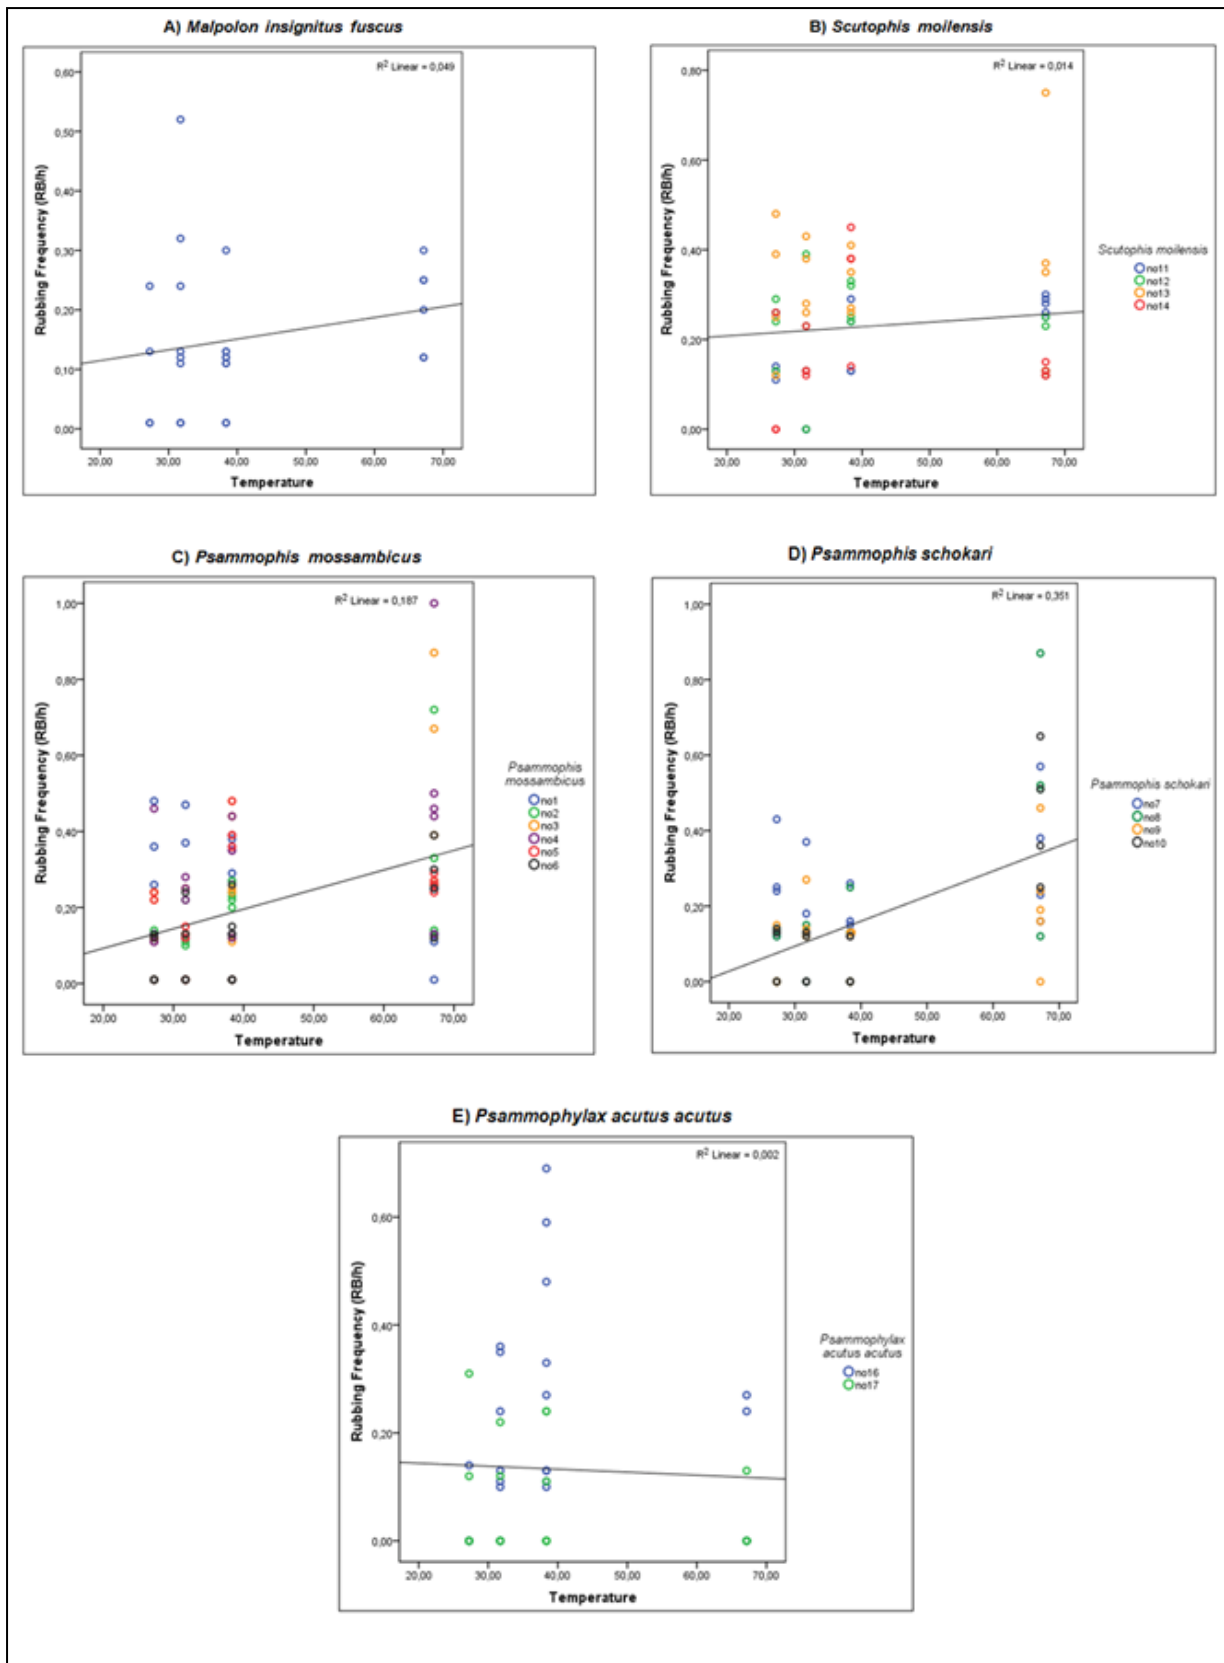 A) Malpolon insignitus fuscus
R² Linear = 0,049
0,60
0,50
0,40
0,30
0,20
0,10
0,00
Rubbing Frequency (RB/h)
20,00 30,00 40,00 50,00 60,00 70,00
Temperature
B) Scutophis moilensis
R² Linear = 0,014
0,80
0,60
0,40
0,20
0,00
Rubbing Frequency (RB/h)
20,00 30,00 40,00 50,00 60,00 70,00
Temperature
Scutophis moilensis
no11
no12
no13
no14
C) Psammophis mossambicus
R² Linear = 0,187
1,00
0,80
0,60
0,40
0,20
0,00
Rubbing Frequency (RB/h)
20,00 30,00 40,00 50,00 60,00 70,00
Temperature
Psammophis
mossambicus
no1
no2
no3
no4
no5
no6
D) Psammophis schokari
R² Linear = 0,351
1,00
0,80
0,60
0,40
0,20
0,00
Rubbing Frequency (RB/h)
20,00 30,00 40,00 50,00 60,00 70,00
Temperature
Psammophis schokari
no7
no8
no9
no10
E) Psammophylax acutus acutus
R² Linear = 0,002
0,60
0,40
0,20
0,00
Rubbing Frequency (RB/h)
20,00 30,00 40,00 50,00 60,00 70,00
Temperature
Psammophylax
acutus acutus
no16
no17